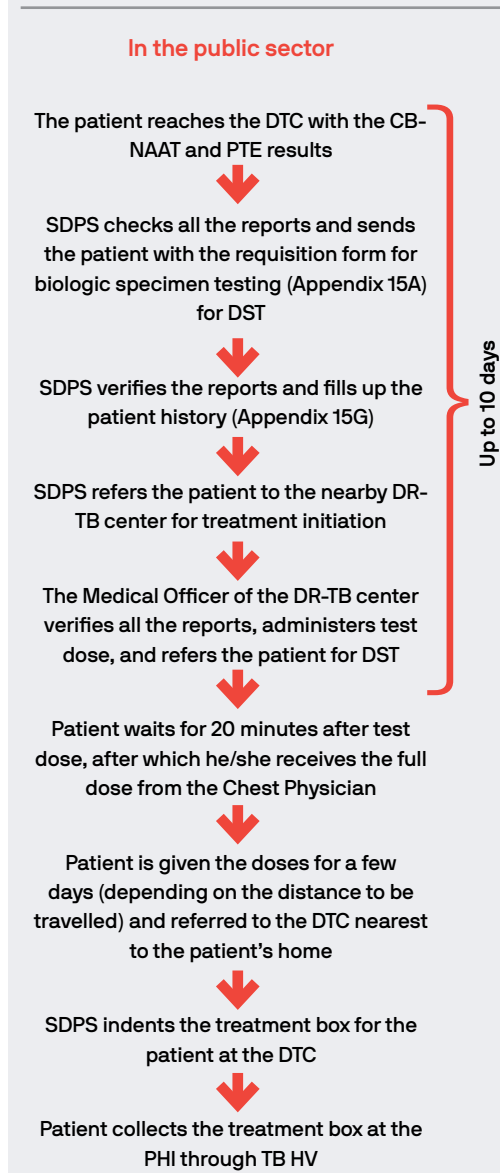 In the public sector
The patient reaches the DTC with the CB-
NAAT and PTE results
SDPS checks all the reports and sends
the patient with the requisition form for
biologic specimen testing (Appendix 15A)
for DST
SDPS verifies the reports and fills up the
patient history (Appendix 15G)
SDPS refers the patient to the nearby DR-
TB center for treatment initiation
The Medical Officer of the DR-TB center
verifies all the reports, administers test
dose, and refers the patient for DST
Up to 10 days
Patient waits for 20 minutes after test
dose, after which he/she receives the full
dose from the Chest Physician
Patient is given the doses for a few
days (depending on the distance to be
travelled) and referred to the DTC nearest
to the patient's home
SDPS indents the treatment box for the
patient at the DTC
Patient collects the treatment box at the
PHI through TB HV